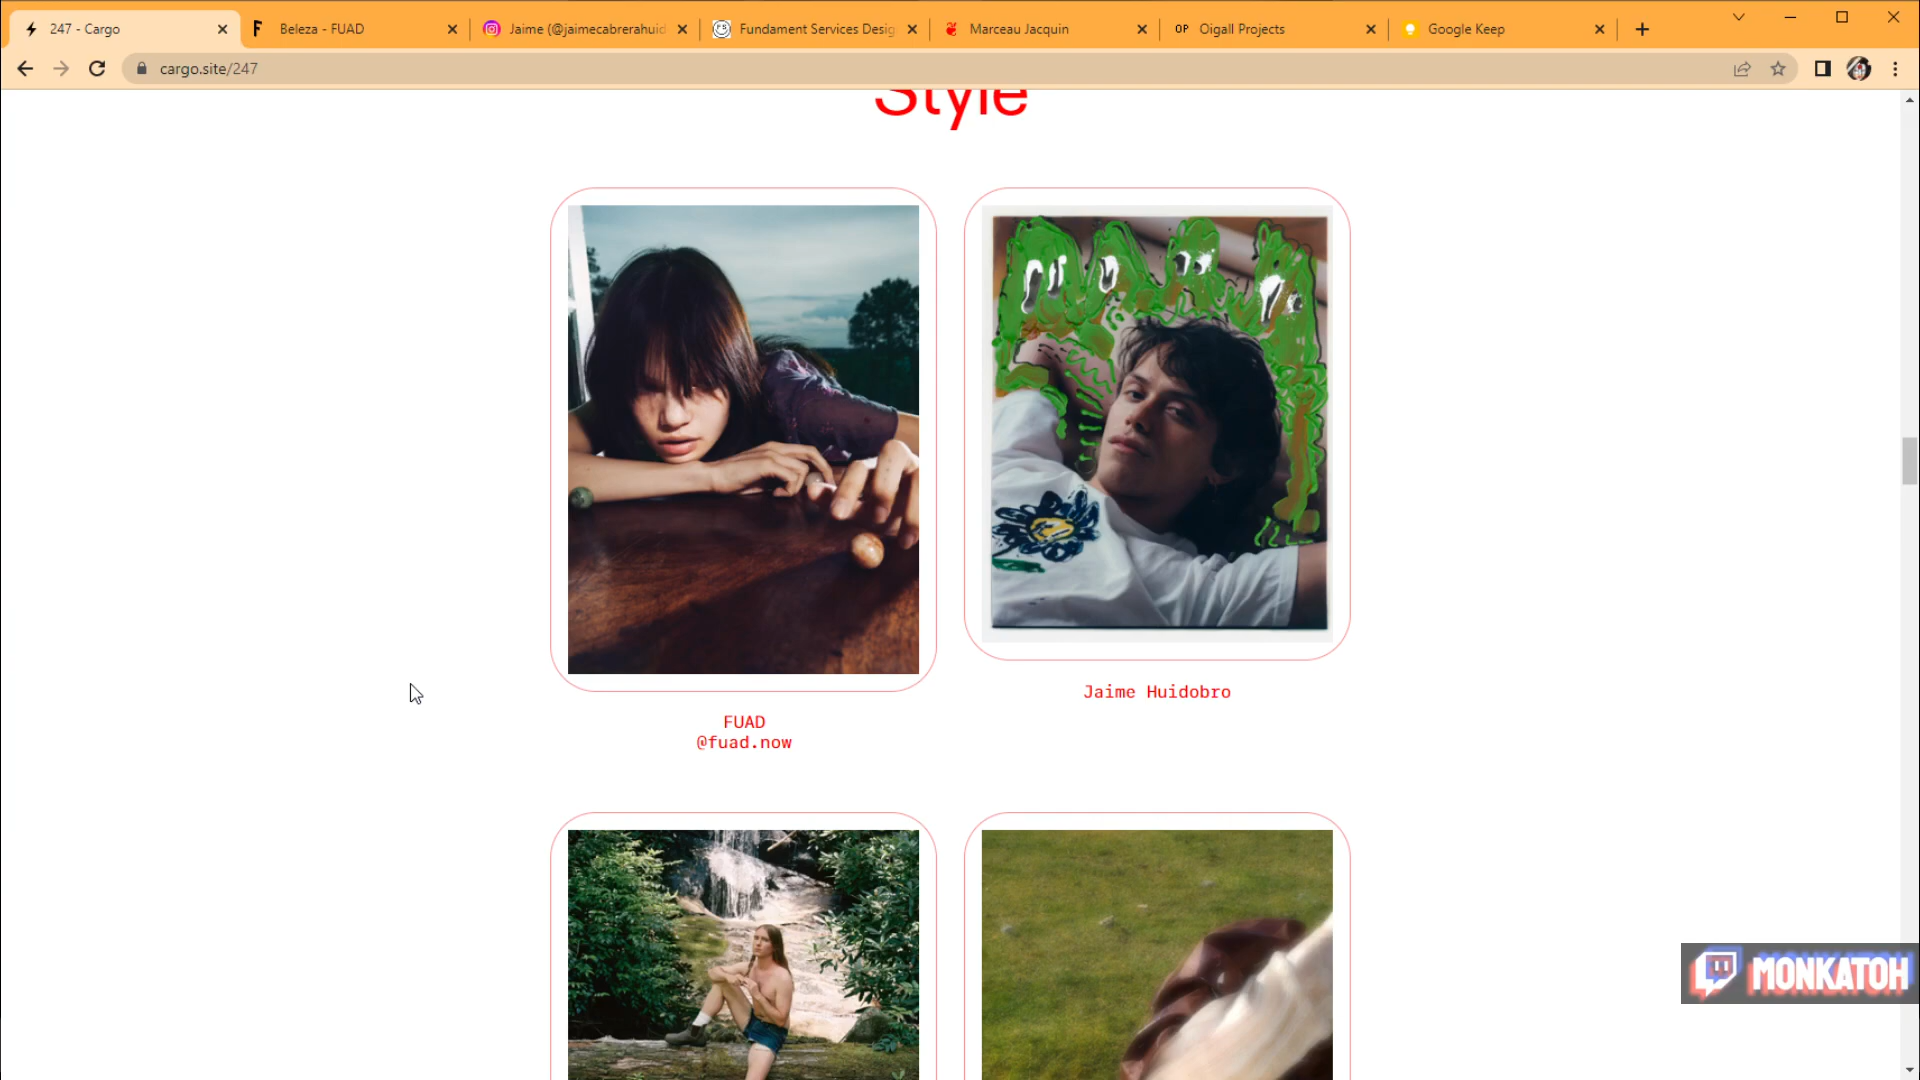 247 - Cargo
Beleza - FUAD
Jaime (@jaimecabrerahuid
Fundament Services Desig
Marceau Jacquin
OP Oigall Projects
Google Keep
cargo.site/247
Style
FUAD
@fuad.now
Jaime Huidobro
MONKATOH